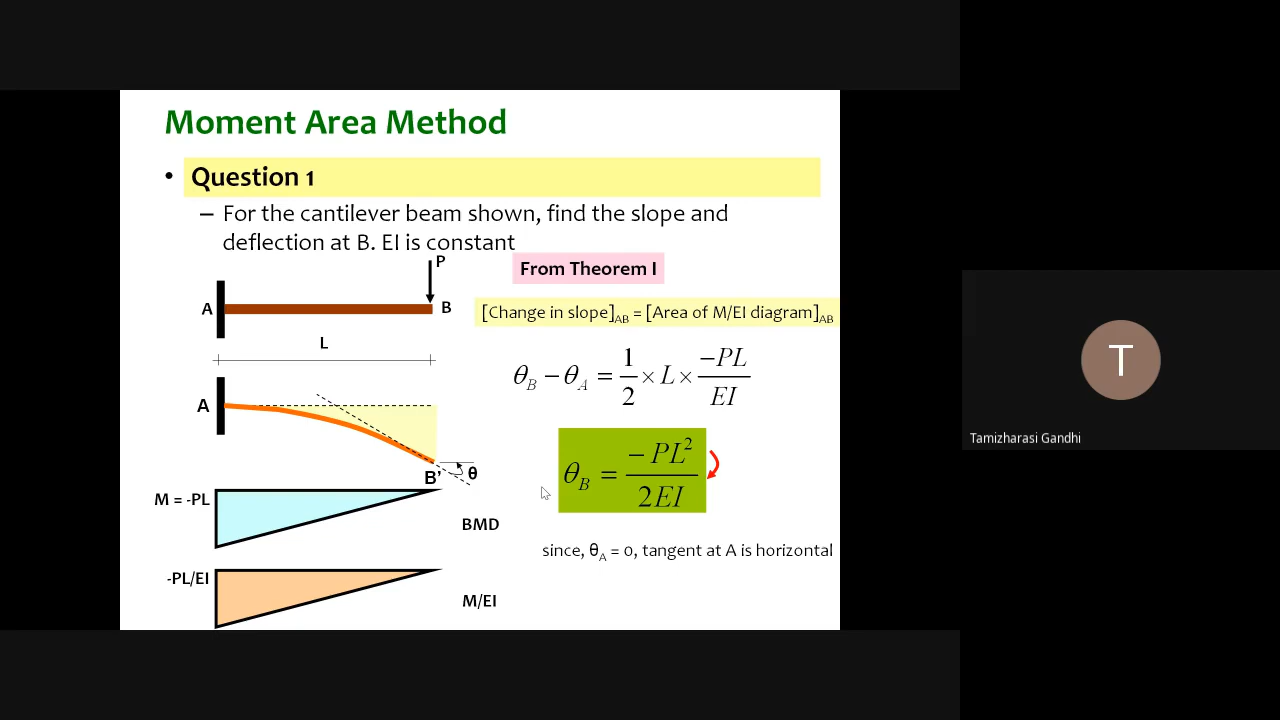 Moment Area Method
• Question 1
– For the cantilever beam shown, find the slope and
deflection at B. EI is constant
P
From Theorem I
A
B
[Change in slope]AB = [Area of M/EI diagram]AB
L
θB − θA = 1/2 × L × −PL/EI
A
θB = −PL²/2EI
B’
θ
M = -PL
BMD
since, θA = 0, tangent at A is horizontal
-PL/EI
M/EI
T
Tamizharasi Gandhi